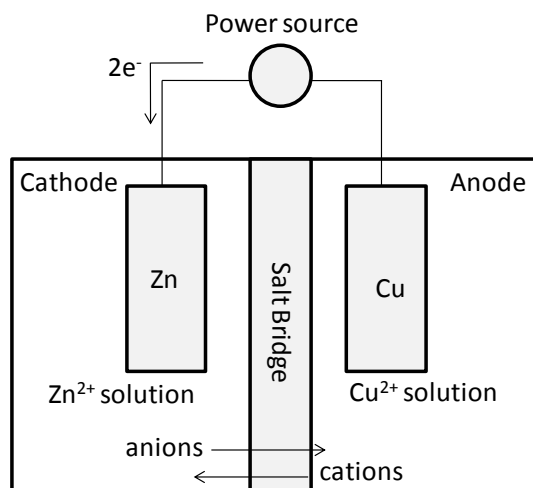 Power source
2e⁻
Cathode
Anode
Zn
Salt Bridge
Cu
Zn²⁺ solution
Cu²⁺ solution
anions
cations